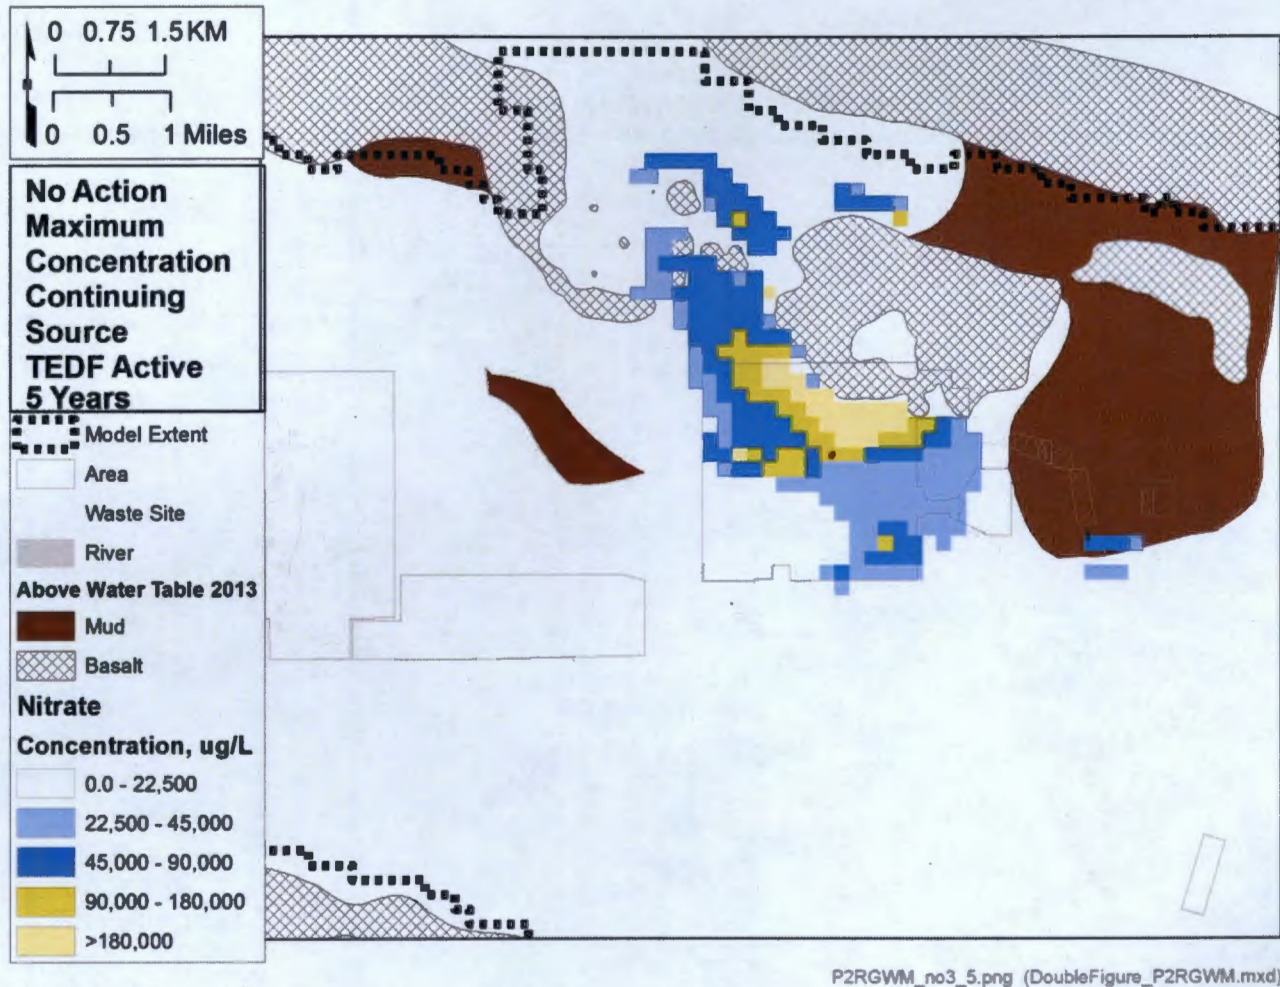 0 0.75 1.5 KM
0 0.5 1 Miles
No Action
Maximum
Concentration
Continuing
Source
TEDF Active
5 Years
Model Extent
Area
Waste Site
River
Above Water Table 2013
Mud
Basalt
Nitrate
Concentration, ug/L
0.0 - 22,500
22,500 - 45,000
45,000 - 90,000
90,000 - 180,000
>180,000
P2RGWM_no3_5.png (DoubleFigure_P2RGWM.mxd)